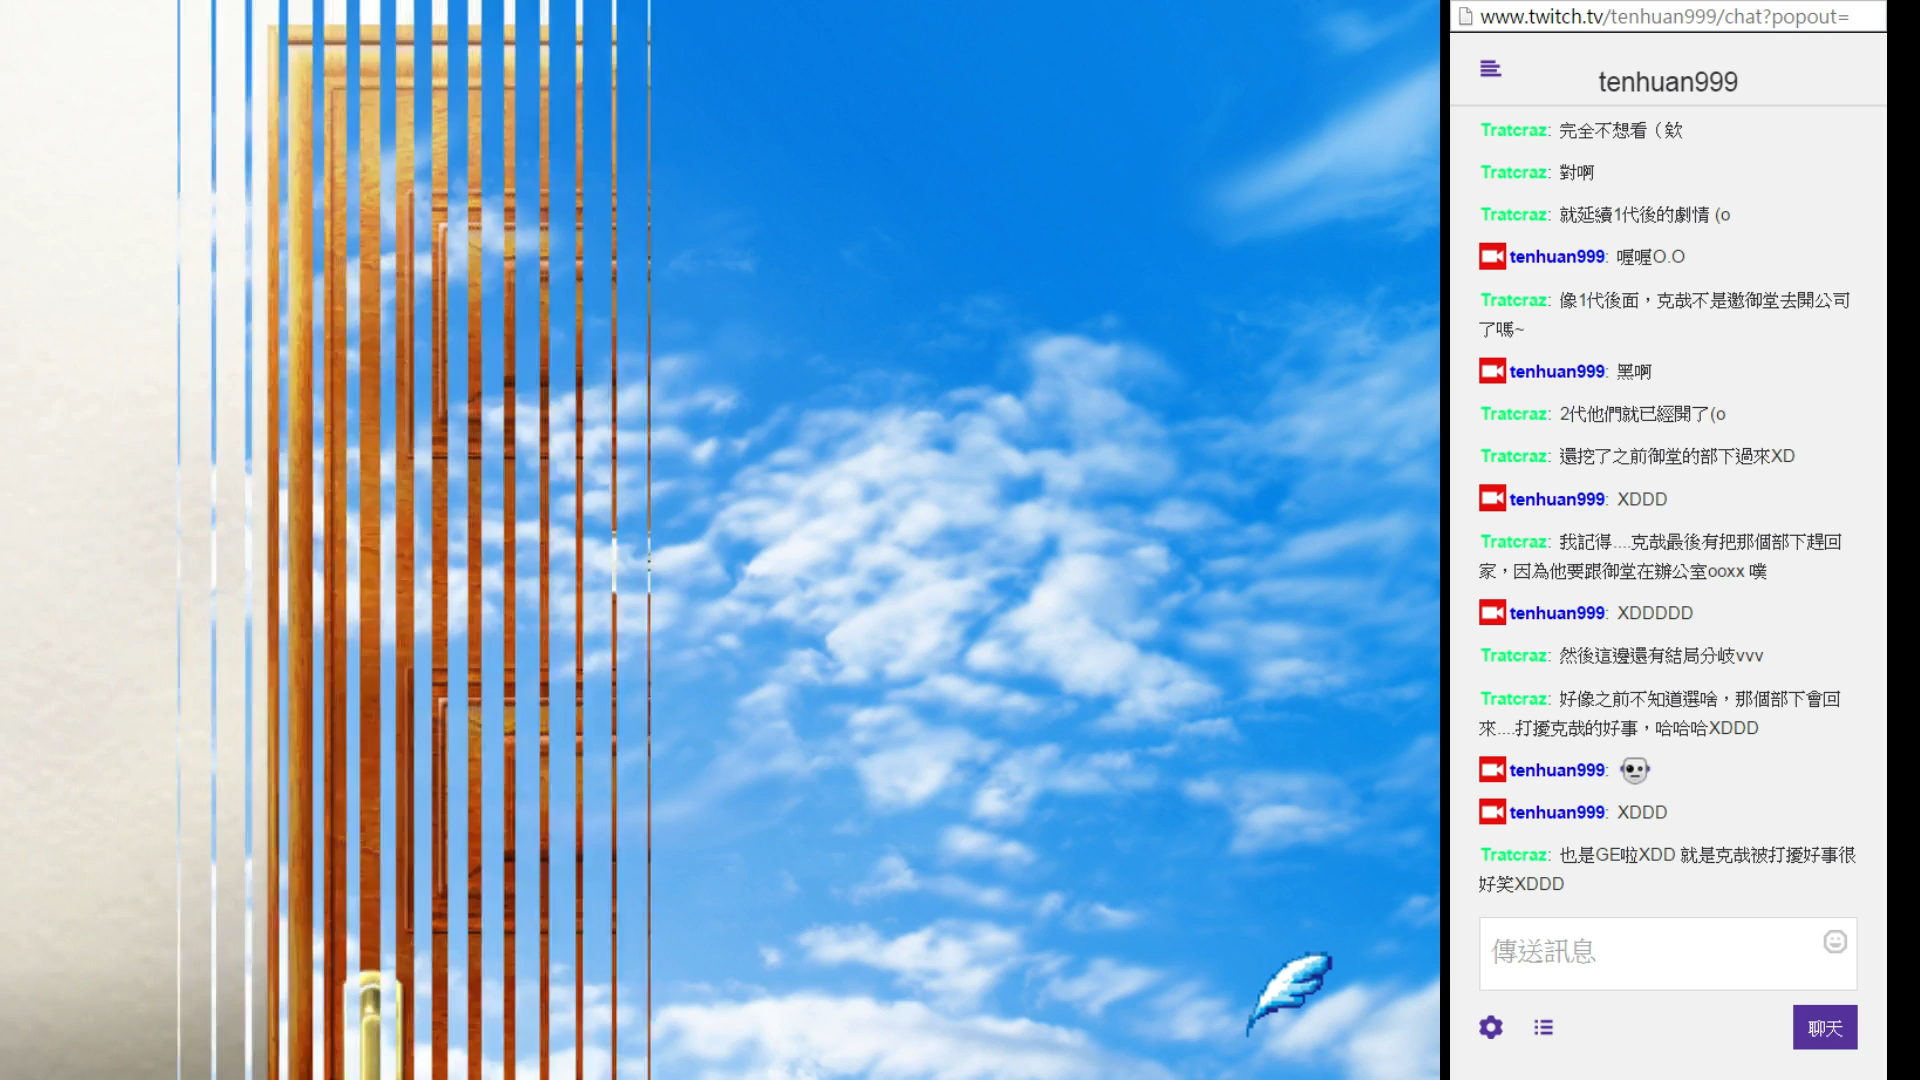 www.twitch.tv/tenhuan999/chat?popout=
tenhuan999
Tratcraz: 完全不想看（欸
Tratcraz: 對啊
Tratcraz: 就延續1代後的劇情 (o
tenhuan999: 喔喔O.O
Tratcraz: 像1代後面，克哉不是邀御堂去開公司
了嗎~
tenhuan999: 黑啊
Tratcraz: 2代他們就已經開了(o
Tratcraz: 還挖了之前御堂的部下過來XD
tenhuan999: XDDD
Tratcraz: 我記得....克哉最後有把那個部下趕回
家，因為他要跟御堂在辦公室ooxx 噗
tenhuan999: XDDDDD
Tratcraz: 然後這邊還有結局分岐vvv
Tratcraz: 好像之前不知道選啥，那個部下會回
來....打擾克哉的好事，哈哈哈XDDD
tenhuan999:
tenhuan999: XDDD
Tratcraz: 也是GE啦XDD 就是克哉被打擾好事很
好笑XDDD
傳送訊息
聊天